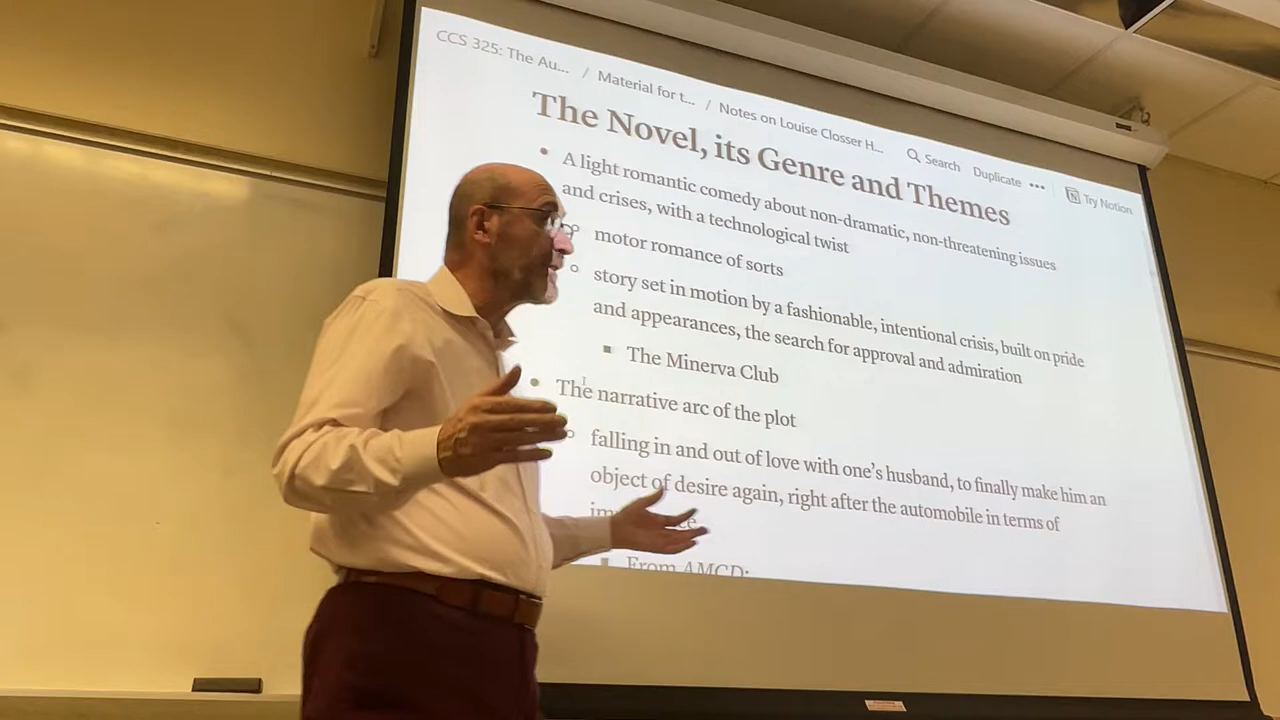 CCS 325: The Au... / Material for t... / Notes on Louise Closser H...
Search Duplicate ••• Try Notion
The Novel, its Genre and Themes
• A light romantic comedy about non-dramatic, non-threatening issues
and crises, with a technological twist
motor romance of sorts
◦ story set in motion by a fashionable, intentional crisis, built on pride
and appearances, the search for approval and admiration
▪ The Minerva Club
• The narrative arc of the plot
◦ falling in and out of love with one's husband, to finally make him an
object of desire again, right after the automobile in terms of
▪ From AMCD: